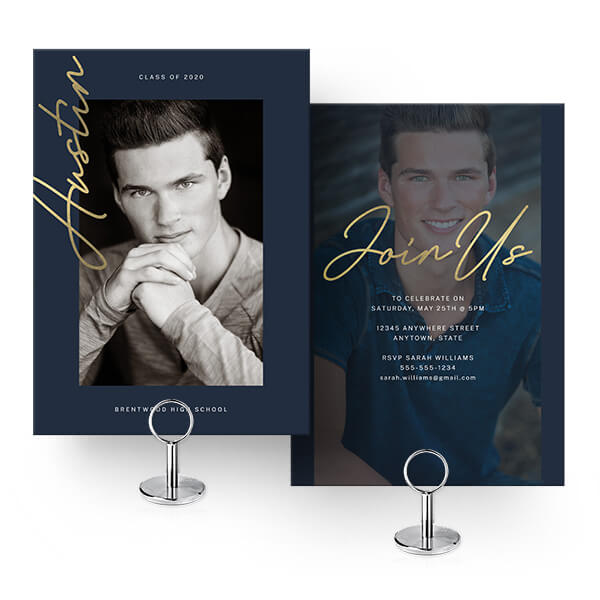 CLASS OF 2020
Austin
BRENTWOOD HIGH SCHOOL
Join Us
TO CELEBRATE ON
SATURDAY, MAY 25TH @ 5PM
12345 ANYWHERE STREET
ANYTOWN, STATE
RSVP SARAH WILLIAMS
555-555-1234
sarah.williams@gmail.com